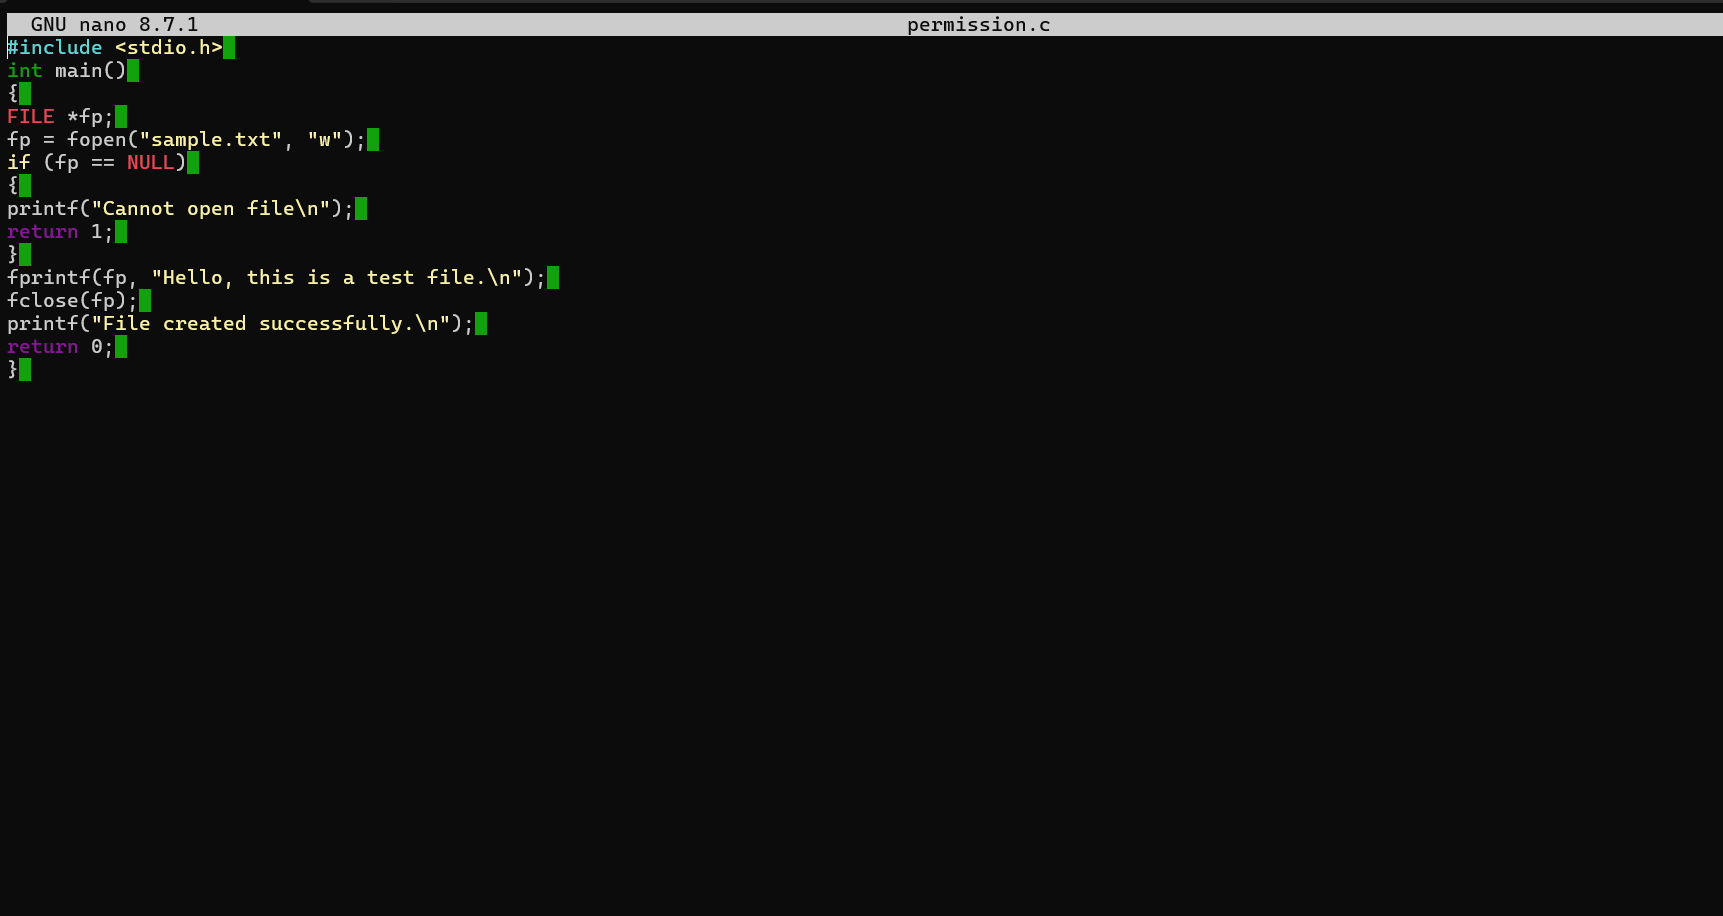 GNU nano 8.7.1 permission.c
#include <stdio.h>
int main()
{
FILE *fp;
fp = fopen("sample.txt", "w");
if (fp == NULL)
{
printf("Cannot open file\n");
return 1;
}
fprintf(fp, "Hello, this is a test file.\n");
fclose(fp);
printf("File created successfully.\n");
return 0;
}